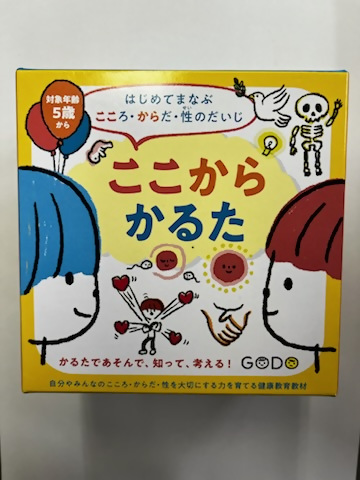 対象年齢
5歳
から
はじめてまなぶ
こころ・からだ・性のだいじ
せい
ここから
かるた
かるたであそんで、知って、考える!
GODO
自分やみんなのこころ・からだ・性を大切にする力を育てる健康教育教材